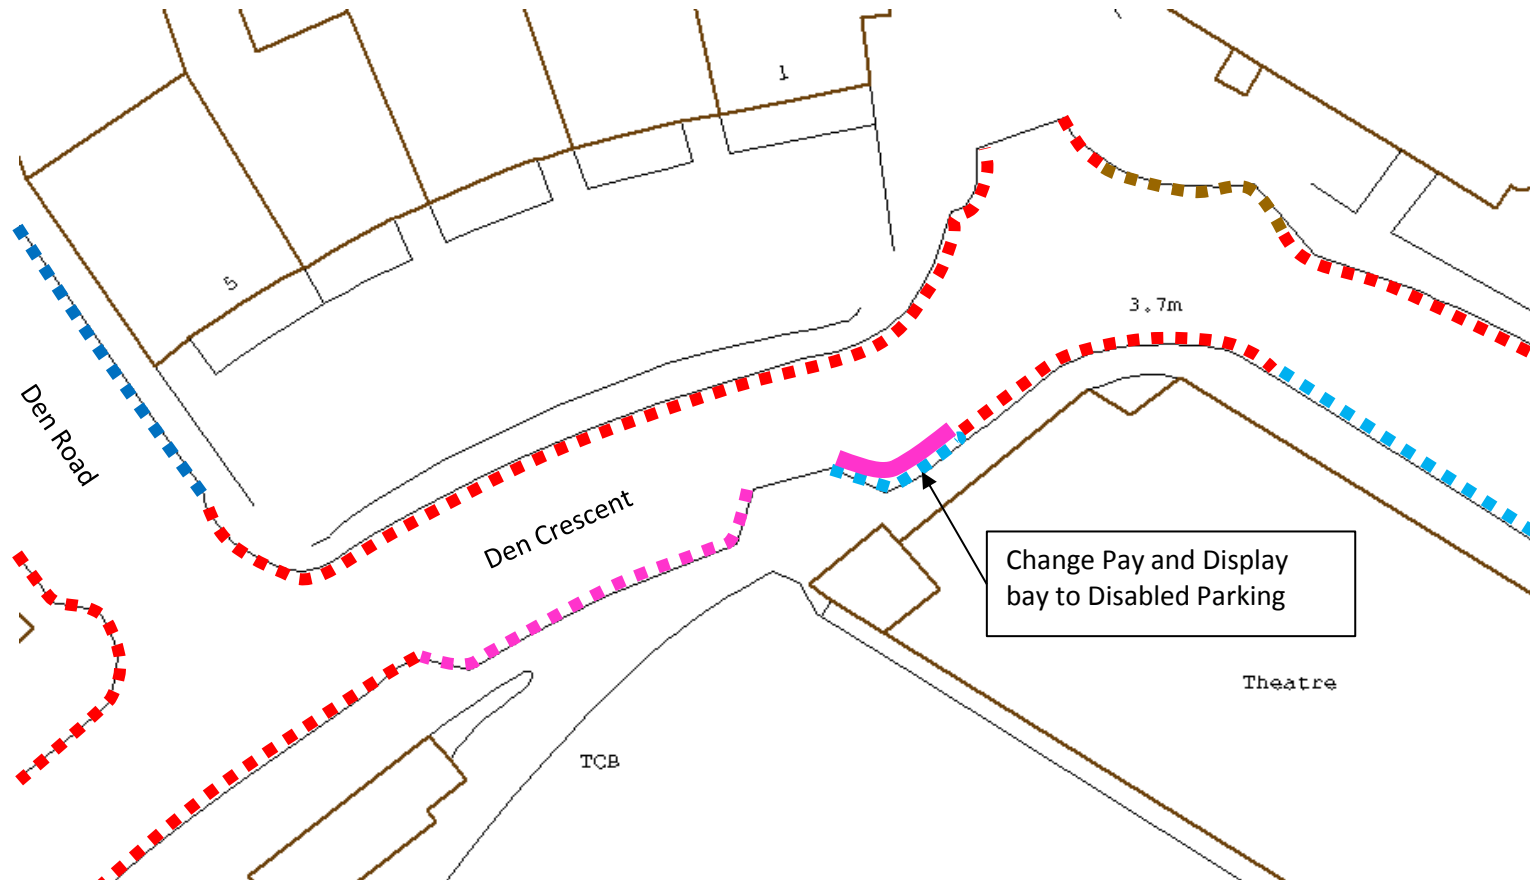 1
5
3.7m
Den Road
Den Crescent
Change Pay and Display
bay to Disabled Parking
Theatre
TCB